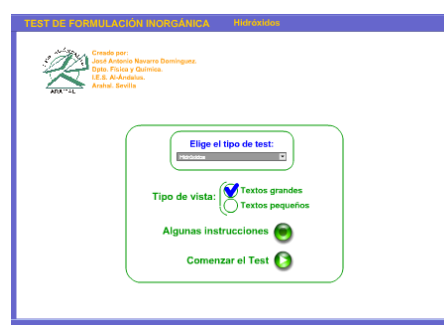 TEST DE FORMULACIÓN INORGÁNICA Hidróxidos
Creado por:
José Antonio Navarro Domínguez.
Dpto. Física y Química
I.E.S. Al-Ándalus.
Arahal. Sevilla
ARAHAL
Elige el tipo de test:
Hidróxidos
Tipo de vista:
Textos grandes
Textos pequeños
Algunas instrucciones
Comenzar el Test